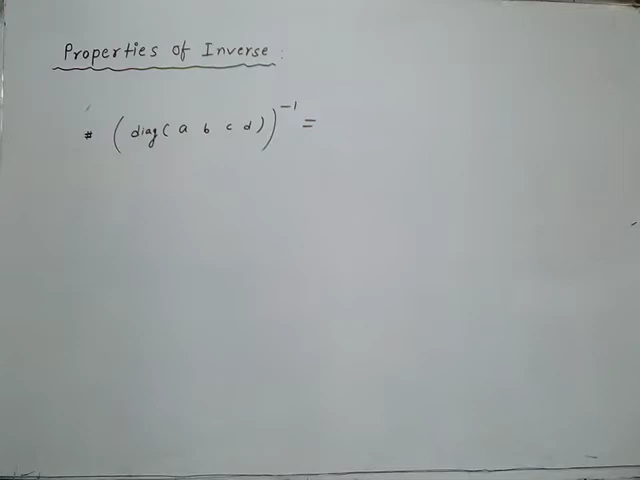 Properties of Inverse :
# ( diag ( a b c d ) )⁻¹ =